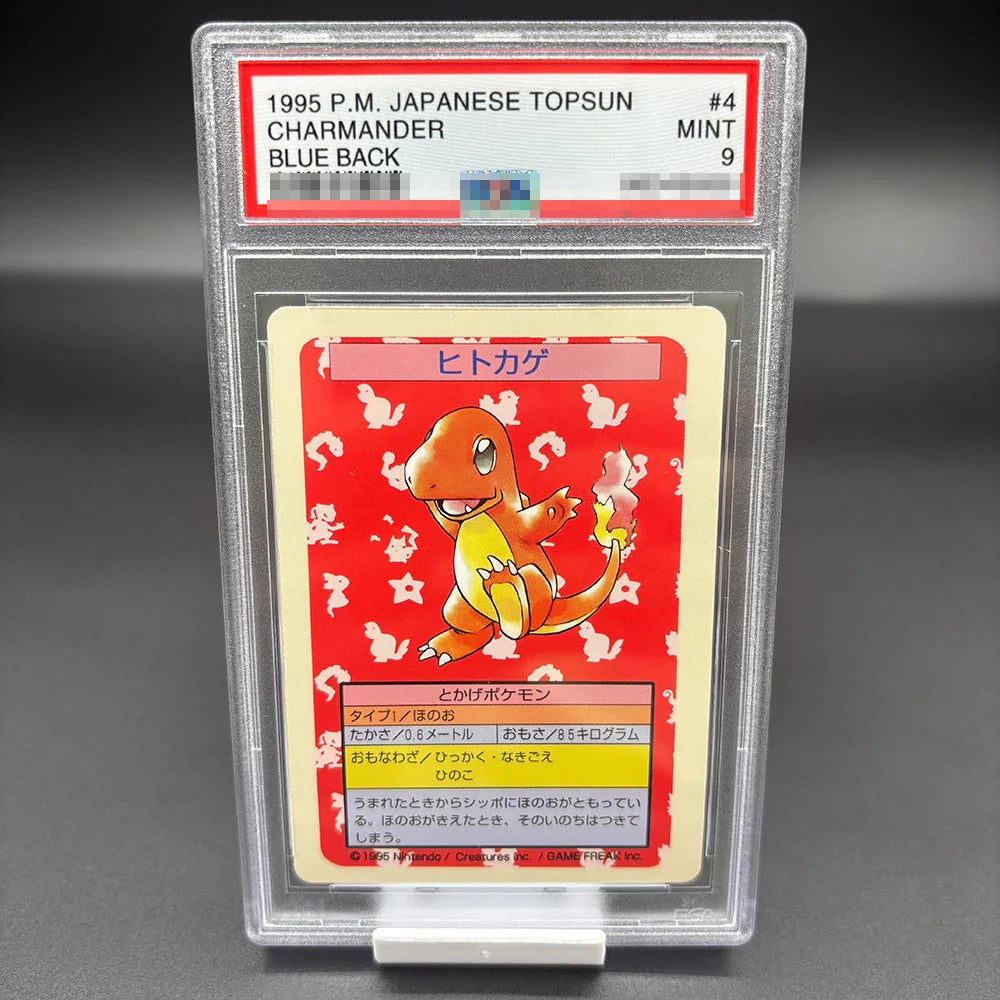 1995 P.M. JAPANESE TOPSUN #4
CHARMANDER MINT
BLUE BACK 9
ヒトカゲ
とかげポケモン
タイプ1/ほのお
たかさ/0.6メートル おもさ/8.5キログラム
おもなわざ/ひっかく・なきごえ
ひのこ
うまれたときからシッポにほのおがともってい
る。ほのおがきえたとき、そのいのちはつきて
しまう。
©1995 Nintendo / Creatures inc. / GAME FREAK inc.